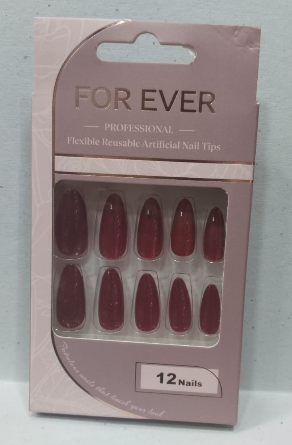 FOR EVER
PROFESSIONAL
Flexible Reusable Artificial Nail Tips
12 Nails